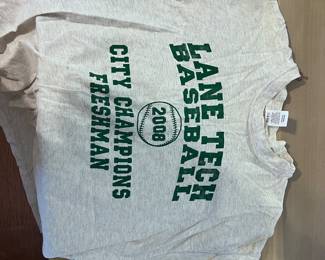 LANE TECH
BASEBALL
2008
CITY CHAMPIONS
FRESHMAN